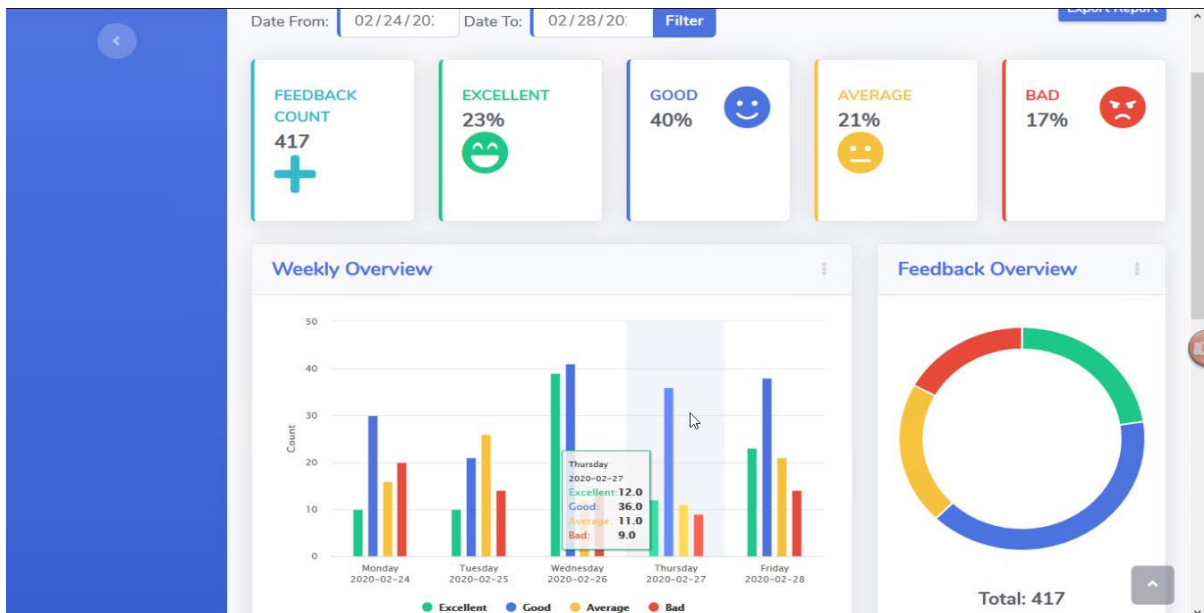 Date From: 02/24/20 Date To: 02/28/20 Filter Export Report
FEEDBACK
COUNT
417
EXCELLENT
23%
GOOD
40%
AVERAGE
21%
BAD
17%
Weekly Overview
50
40
30
20
10
0
Count
Thursday
2020-02-27
Excellent: 12.0
Good: 36.0
Average: 11.0
Bad: 9.0
Monday
2020-02-24
Tuesday
2020-02-25
Wednesday
2020-02-26
Thursday
2020-02-27
Friday
2020-02-28
Excellent Good Average Bad
Feedback Overview
Total: 417